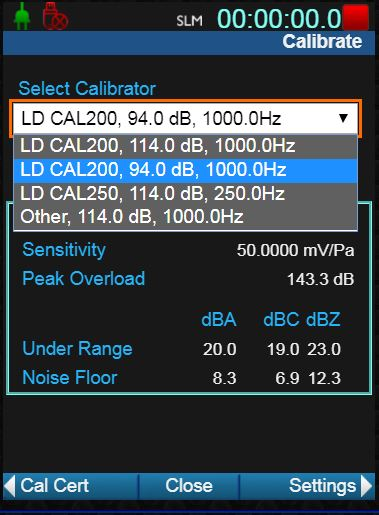 SLM 00:00:00.0
Calibrate
Select Calibrator
LD CAL200, 94.0 dB, 1000.0Hz ▼
LD CAL200, 114.0 dB, 1000.0Hz
LD CAL200, 94.0 dB, 1000.0Hz
LD CAL250, 114.0 dB, 250.0Hz
Other, 114.0 dB, 1000.0Hz
Sensitivity 50.0000 mV/Pa
Peak Overload 143.3 dB
dBA dBC dBZ
Under Range 20.0 19.0 23.0
Noise Floor 8.3 6.9 12.3
Cal Cert Close Settings